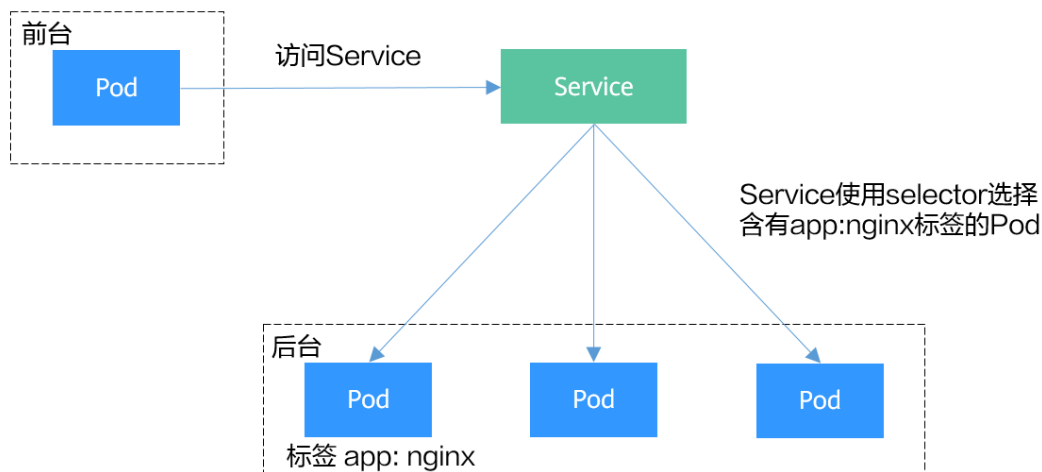 前台
Pod
访问Service
Service
Service使用selector选择
含有app:nginx标签的Pod
后台
Pod
Pod
Pod
标签 app: nginx